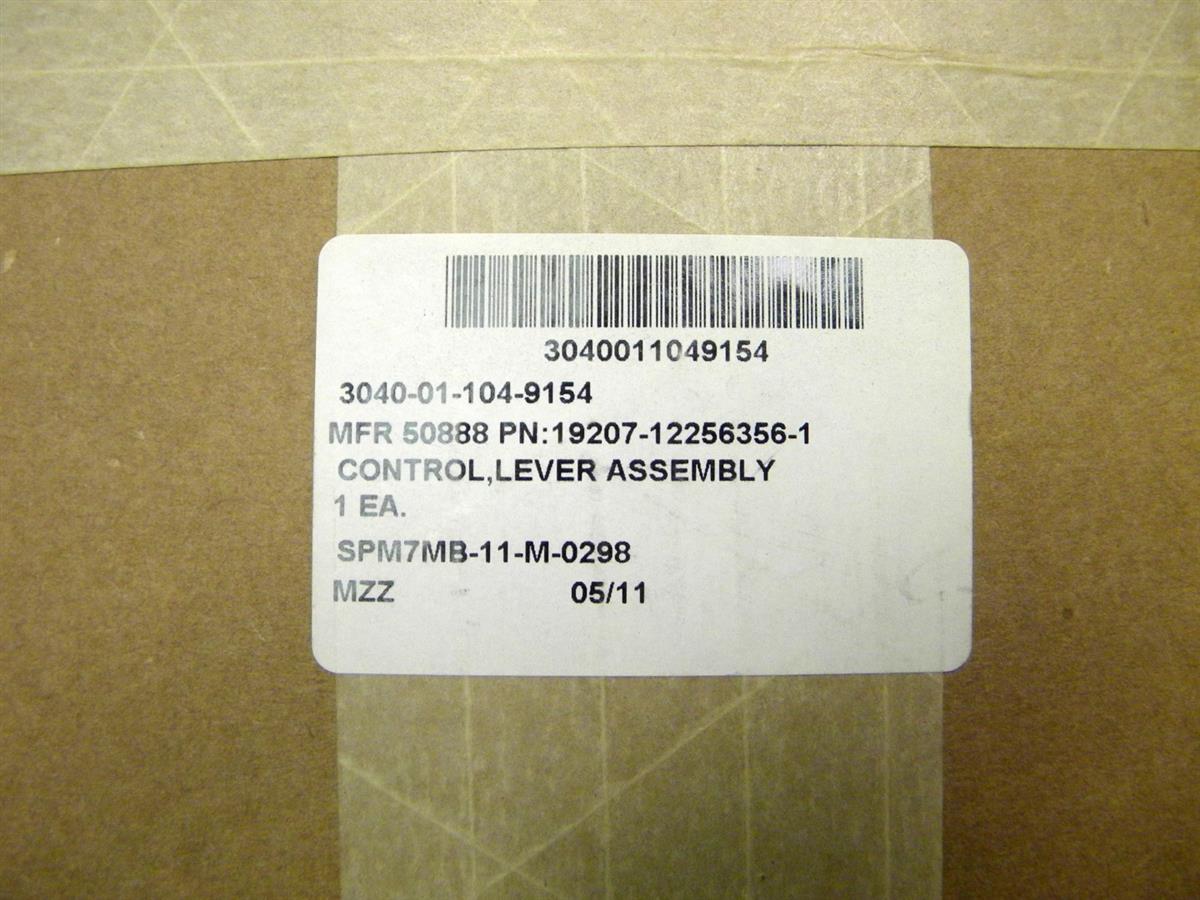 3040011049154
3040-01-104-9154
MFR 50888 PN:19207-12256356-1
CONTROL,LEVER ASSEMBLY
1 EA.
SPM7MB-11-M-0298
MZZ 05/11